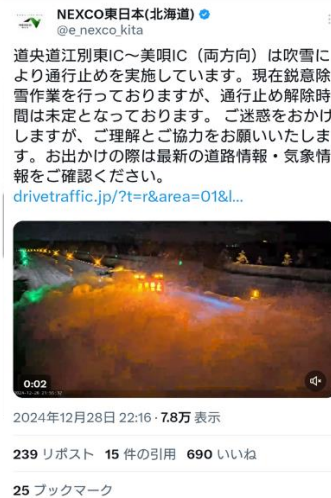 NEXCO東日本(北海道)
@e_nexco_kita
道央道江別東IC～美唄IC（両方向）は吹雪に
より通行止めを実施しています。現在鋭意除
雪作業を行っておりますが、通行止め解除時
間は未定となっております。 ご迷惑をおかけ
しますが、ご理解とご協力をお願いいたしま
す。お出かけの際は最新の道路情報・気象情
報をご確認ください。
drivetraffic.jp/?t=r&area=01&l...
0:02
2024年12月28日 22:16 · 7.8万 表示
239 リポスト 15 件の引用 690 いいね
25 ブックマーク